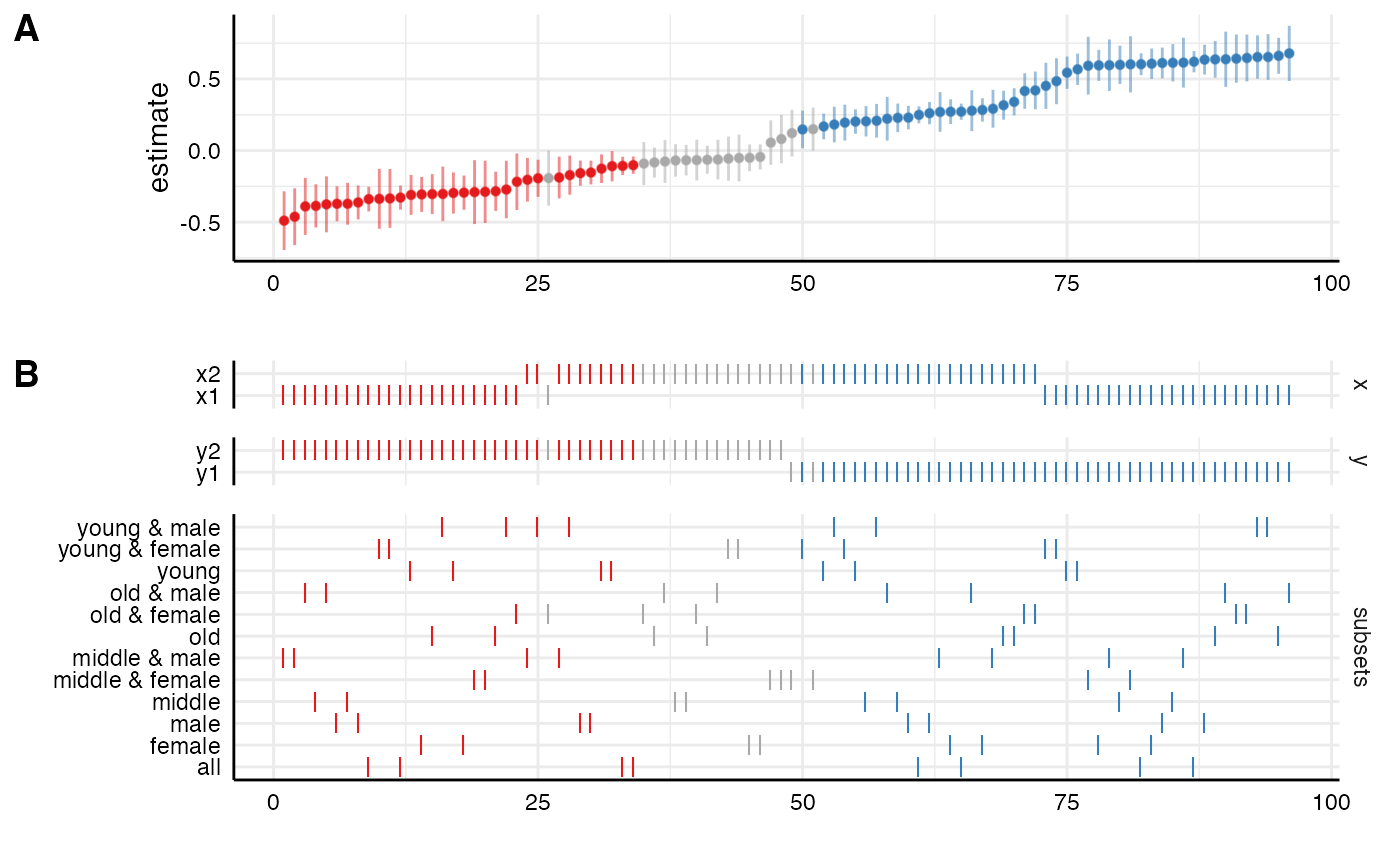 A
estimate
0.5
0.0
-0.5
0 25 50 75 100
B
x2
x1
x
y2
y1
y
young & male
young & female
young
old & male
old & female
old
middle & male
middle & female
middle
male
female
all
subsets
0 25 50 75 100